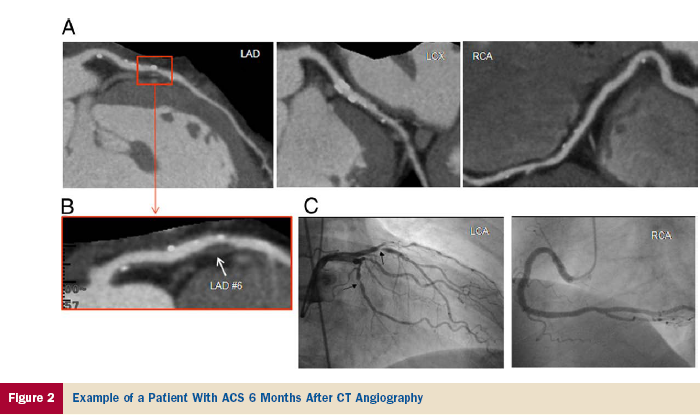 A
LAD
LCX
RCA
B
LAD #6
57
C
LCA
RCA
Figure 2
Example of a Patient With ACS 6 Months After CT Angiography